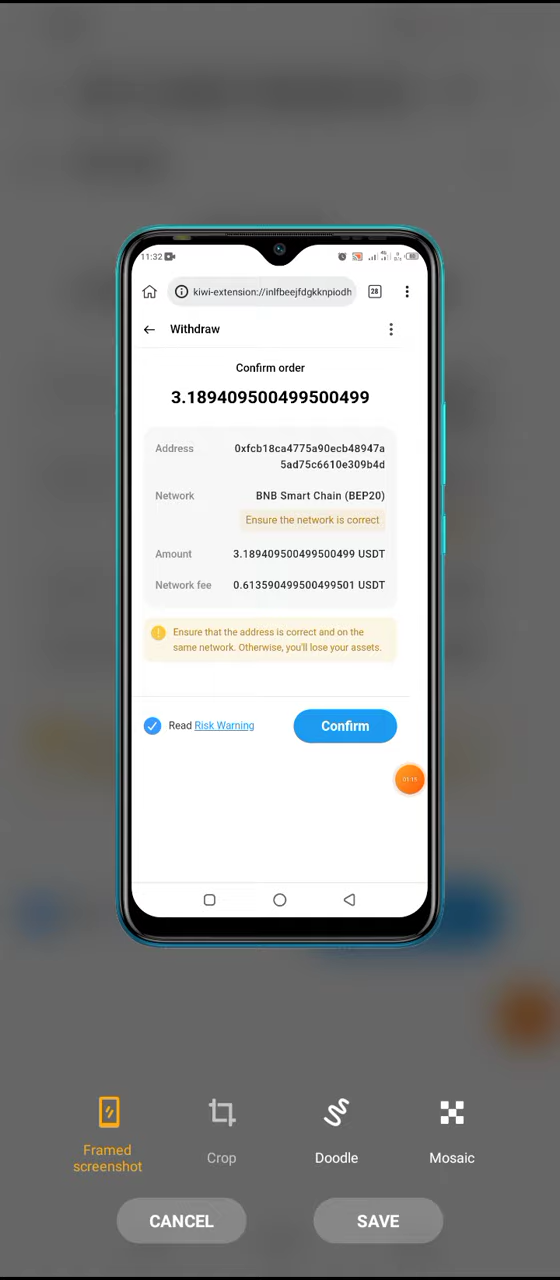 11:32
kiwi-extension://inlfbeejfdgkknpiodh
28
Withdraw
Confirm order
3.189409500499500499
Address
0xfcb18ca4775a90ecb48947a
5ad75c6610e309b4d
Network
BNB Smart Chain (BEP20)
Ensure the network is correct
Amount
3.189409500499500499 USDT
Network fee
0.613590499500499501 USDT
Ensure that the address is correct and on the
same network. Otherwise, you'll lose your assets.
Read Risk Warning
Confirm
Framed
screenshot
Crop
Doodle
Mosaic
CANCEL
SAVE